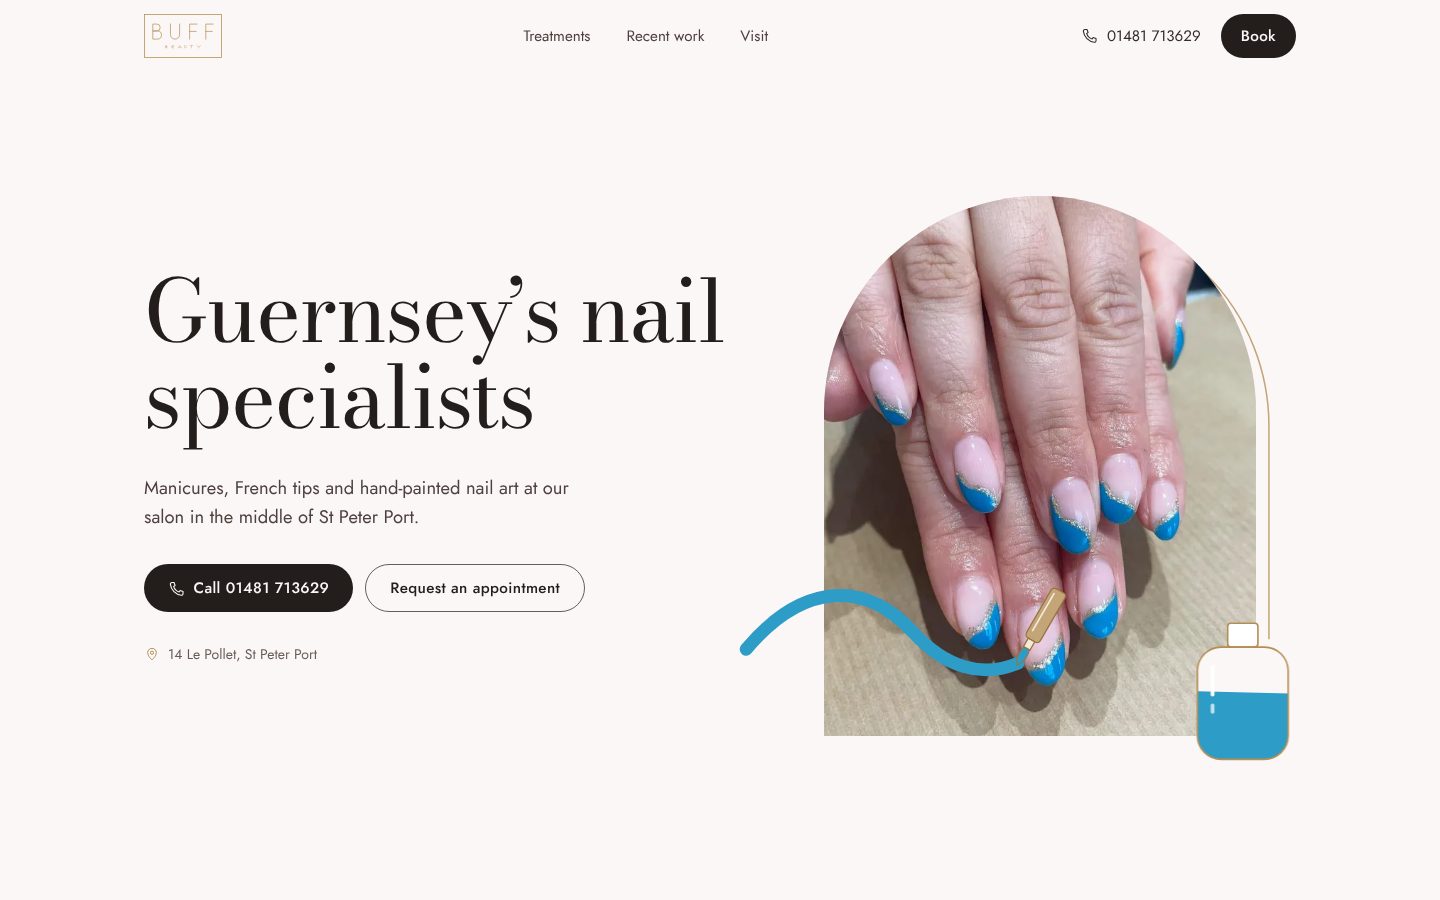 BUFF
BEAUTY
Treatments
Recent work
Visit
01481 713629
Book
Guernsey’s nail
specialists
Manicures, French tips and hand-painted nail art at our
salon in the middle of St Peter Port.
Call 01481 713629
Request an appointment
14 Le Pollet, St Peter Port